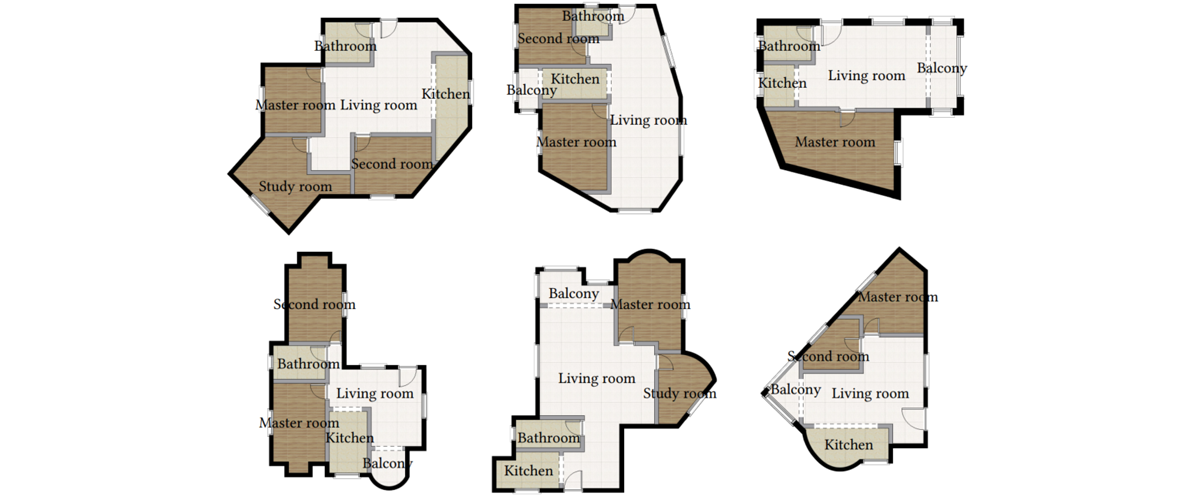 Bathroom
Master room
Living room
Kitchen
Second room
Study room
Bathroom
Second room
Kitchen
Balcony
Living room
Master room
Bathroom
Living room
Balcony
Kitchen
Master room
Second room
Bathroom
Living room
Master room
Kitchen
Balcony
Balcony
Master room
Living room
Study room
Bathroom
Kitchen
Master room
Second room
Balcony
Living room
Kitchen